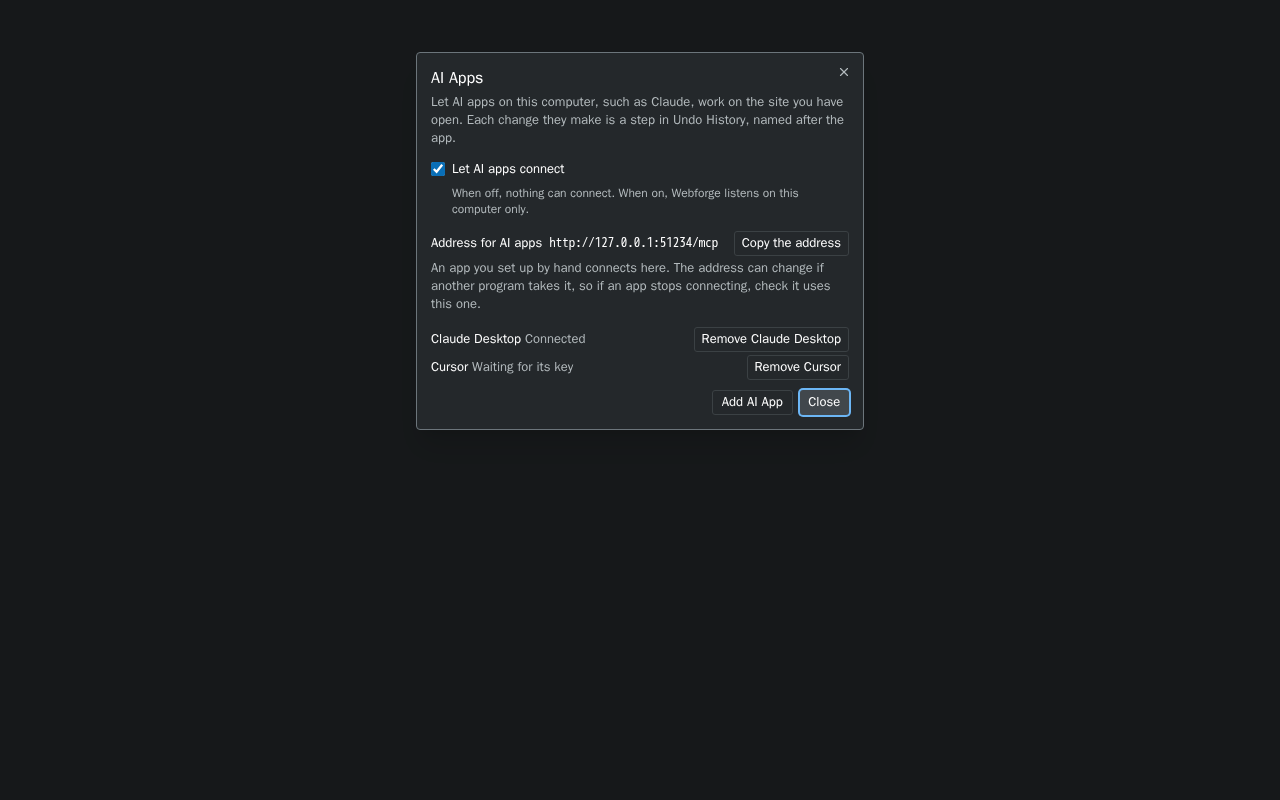 AI Apps
Let AI apps on this computer, such as Claude, work on the site you have
open. Each change they make is a step in Undo History, named after the
app.
Let AI apps connect
When off, nothing can connect. When on, Webforge listens on this
computer only.
Address for AI apps http://127.0.0.1:51234/mcp Copy the address
An app you set up by hand connects here. The address can change if
another program takes it, so if an app stops connecting, check it uses
this one.
Claude Desktop Connected Remove Claude Desktop
Cursor Waiting for its key Remove Cursor
Add AI App Close